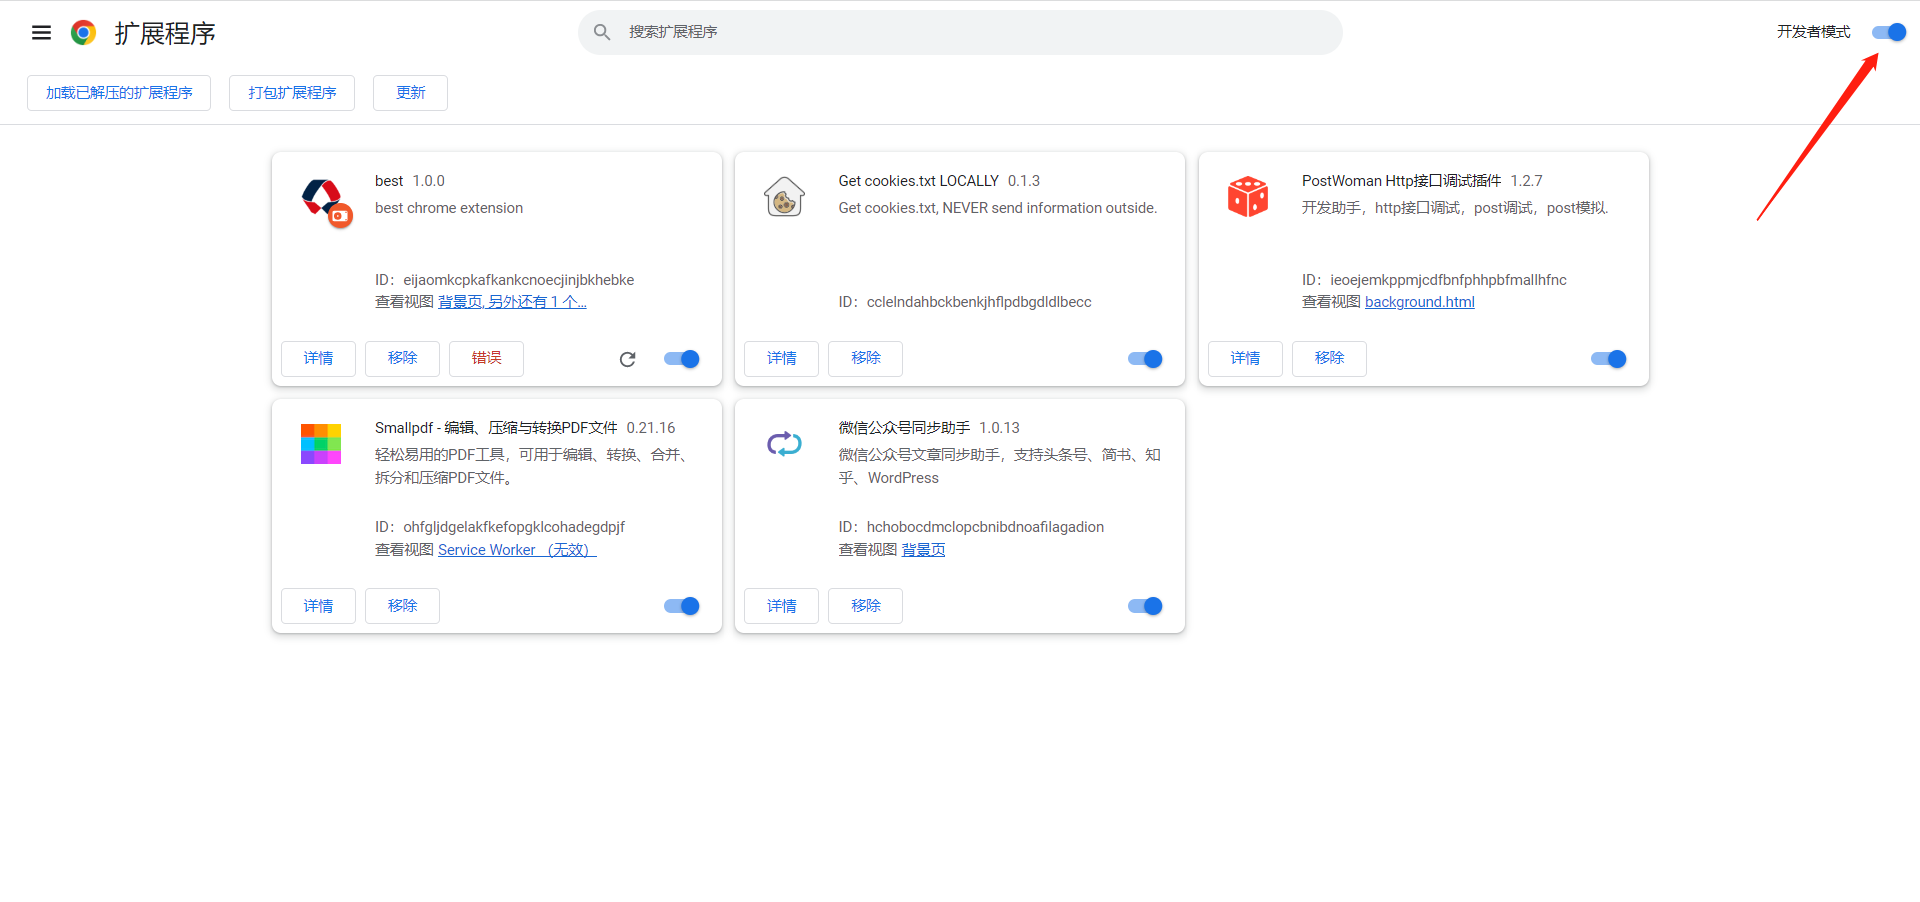 扩展程序
搜索扩展程序
开发者模式
加载已解压的扩展程序
打包扩展程序
更新
best 1.0.0
best chrome extension
ID：eijaomkcpkafkankcnoecjinjbkhebke
查看视图 背景页, 另外还有 1 个...
详情
移除
错误
Get cookies.txt LOCALLY 0.1.3
Get cookies.txt, NEVER send information outside.
ID：cclelndahbckbenkjhflpdbgdldlbecc
详情
移除
PostWoman Http接口调试插件 1.2.7
开发助手，http接口调试，post调试，post模拟.
ID：ieoejemkppmjcdfbnfphhpbfmallhfnc
查看视图 background.html
详情
移除
Smallpdf - 编辑、压缩与转换PDF文件 0.21.16
轻松易用的PDF工具，可用于编辑、转换、合并、
拆分和压缩PDF文件。
ID：ohfgljdgelakfkefopgklcohadegdpjf
查看视图 Service Worker （无效）
详情
移除
微信公众号同步助手 1.0.13
微信公众号文章同步助手，支持头条号、简书、知
乎、WordPress
ID：hchobocdmclopcbnibdnoafilagadion
查看视图 背景页
详情
移除